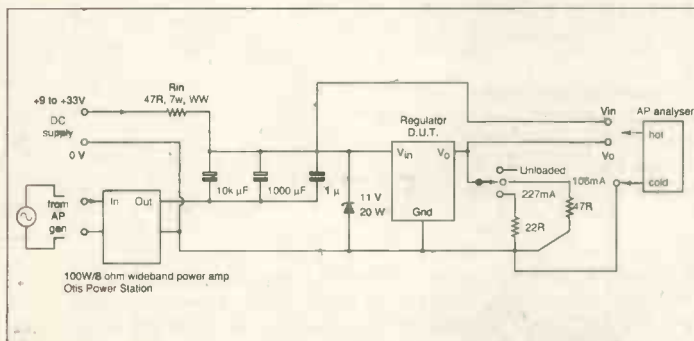 Rin
47R, 7w, WW
+9 to +33V
DC
supply
0 V
Regulator
D.U.T.
Vin
Vo
Gnd
Vin
Vo
AP analyser
hot
cold
Unloaded
106mA
227mA
47R
22R
10k µF
1000 µF
1 µ
11 V
20 W
from
AP
gen
In
Out
100W/8 ohm wideband power amp
Otis Power Station